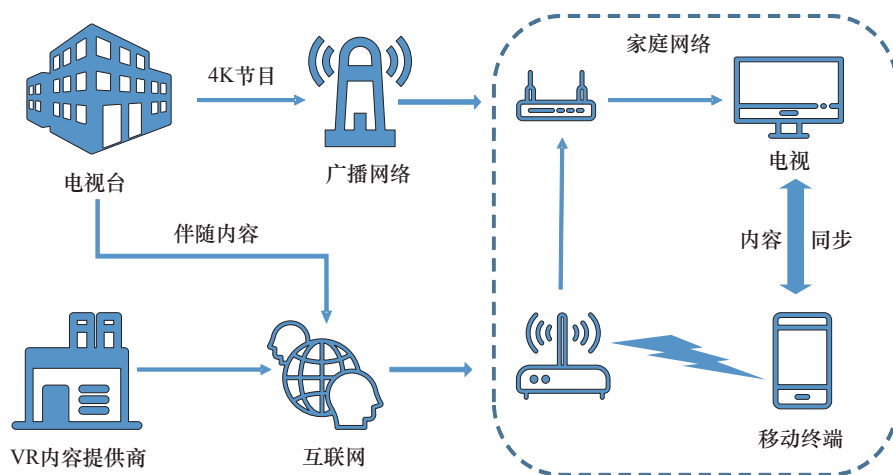 家庭网络
4K节目
电视台
广播网络
电视
伴随内容
内容
同步
VR内容提供商
互联网
移动终端